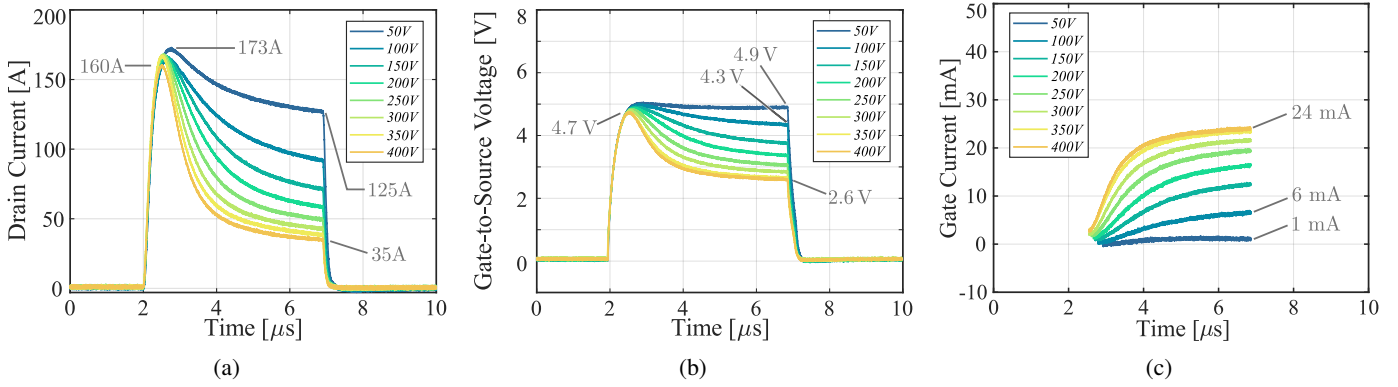 Drain Current [A]
200
150
100
50
0
0
2
4
6
8
10
Time [μs]
173A
160A
125A
35A
50V
100V
150V
200V
250V
300V
350V
400V
(a)
Gate-to-Source Voltage [V]
8
6
4
2
0
0
2
4
6
8
10
Time [μs]
4.9 V
4.3 V
4.7 V
2.6 V
50V
100V
150V
200V
250V
300V
350V
400V
(b)
Gate Current [mA]
50
40
30
20
10
0
-10
0
2
4
6
8
10
Time [μs]
24 mA
6 mA
1 mA
50V
100V
150V
200V
250V
300V
350V
400V
(c)